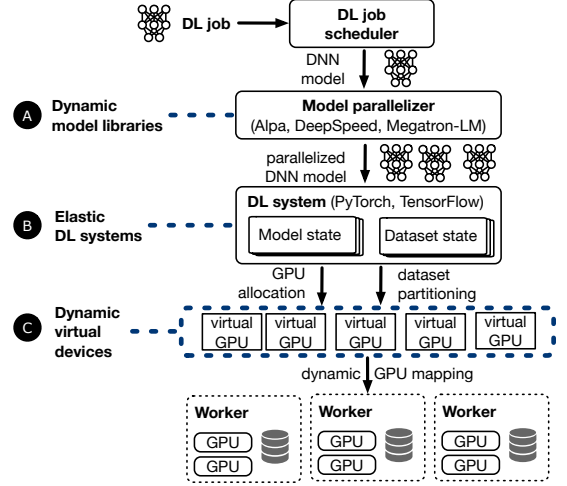 DL job
DL job
scheduler
DNN
model
A
Dynamic
model libraries
Model parallelizer
(Alpa, DeepSpeed, Megatron-LM)
parallelized
DNN model
B
Elastic
DL systems
DL system (PyTorch, TensorFlow)
Model state
Dataset state
GPU
allocation
dataset
partitioning
C
Dynamic
virtual
devices
virtual
GPU
virtual
GPU
virtual
GPU
virtual
GPU
virtual
GPU
dynamic GPU mapping
Worker
GPU
GPU
Worker
GPU
GPU
Worker
GPU
GPU